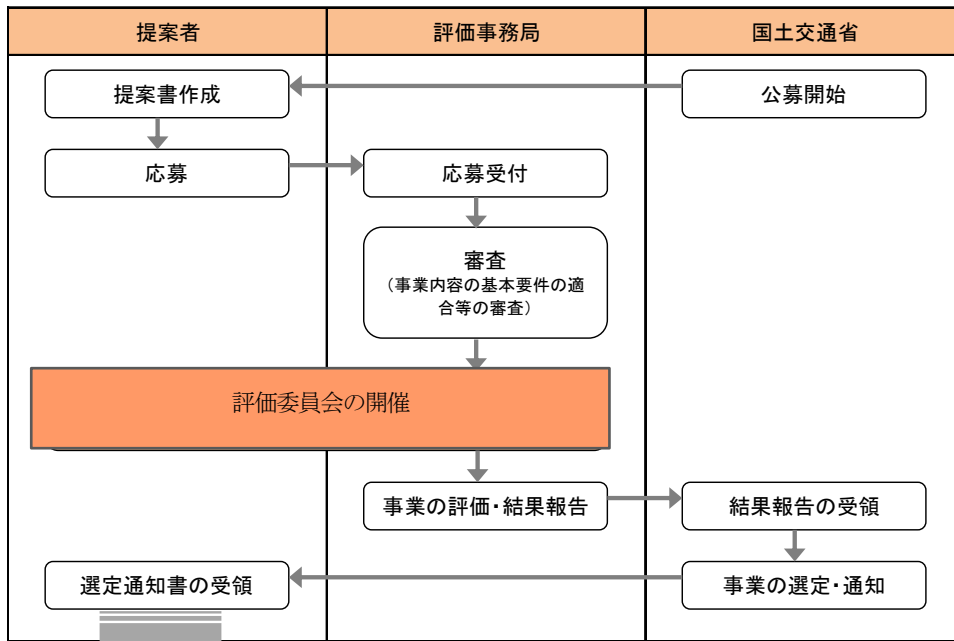 提案者
評価事務局
国土交通省
提案書作成
公募開始
応募
応募受付
審査
（事業内容の基本要件の適
合等の審査）
評価委員会の開催
事業の評価・結果報告
結果報告の受領
選定通知書の受領
事業の選定・通知